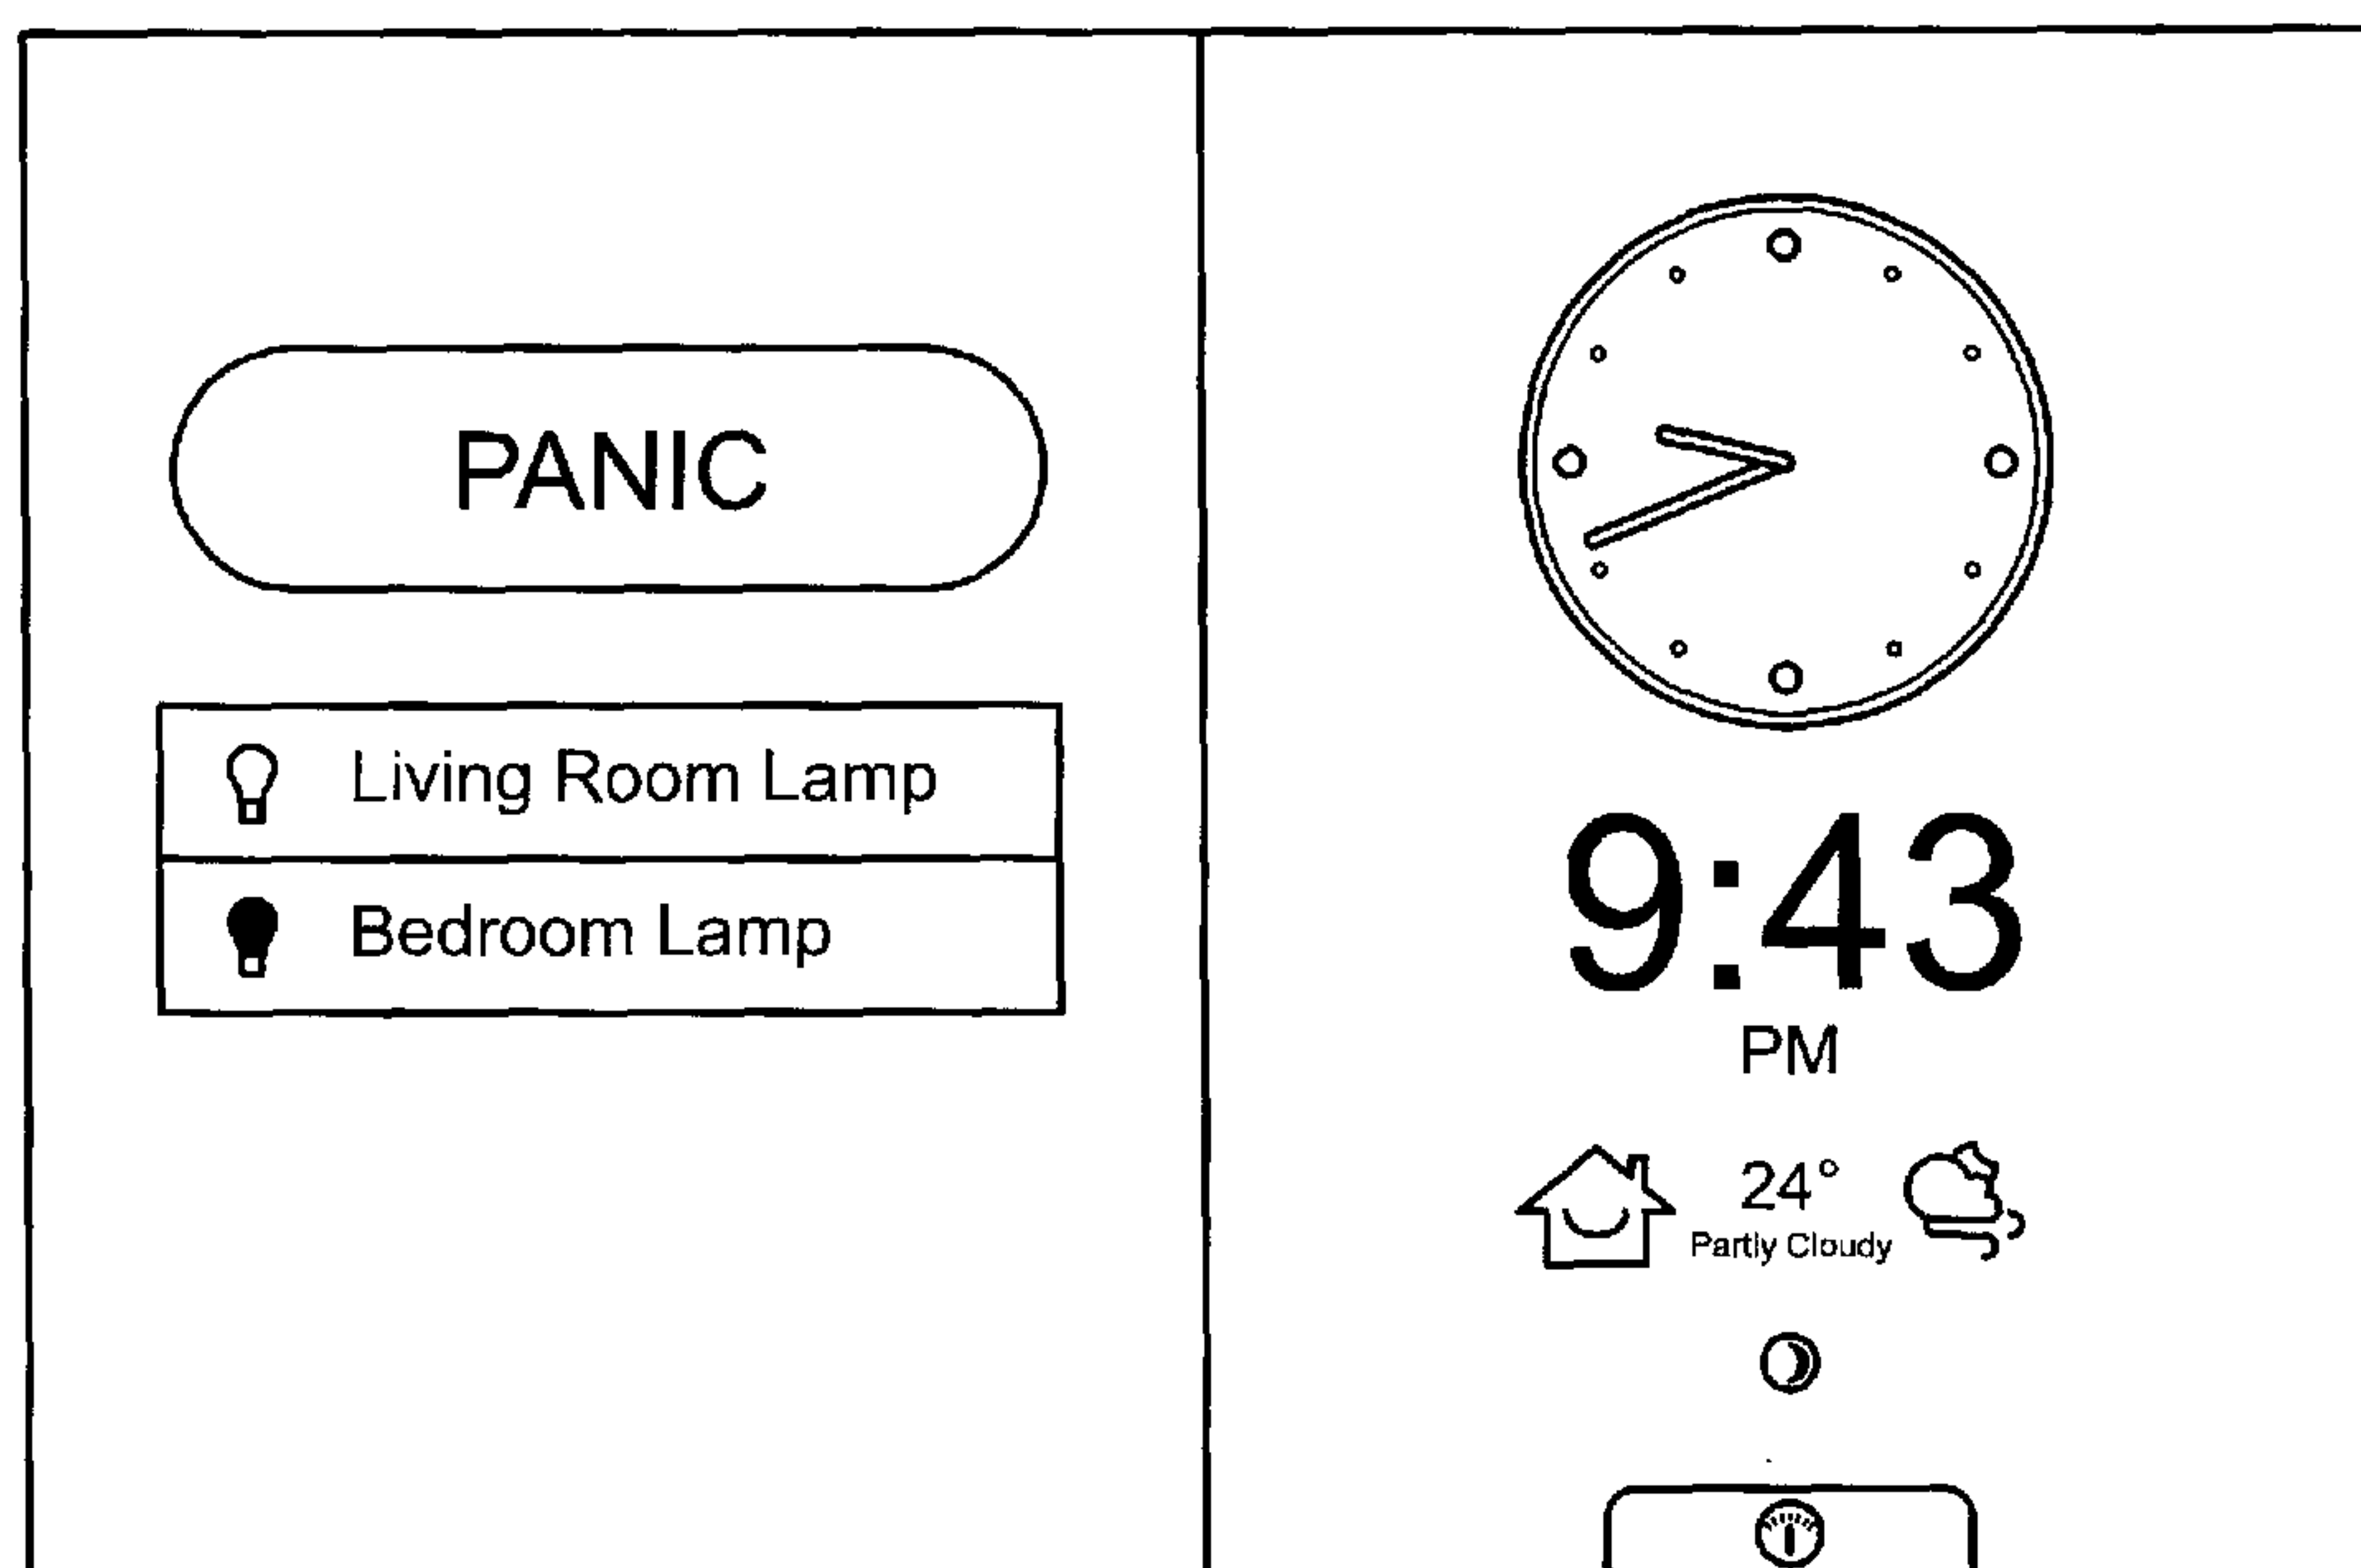 PANIC
Living Room Lamp
Bedroom Lamp
9:43
PM
24°
Partly Cloudy